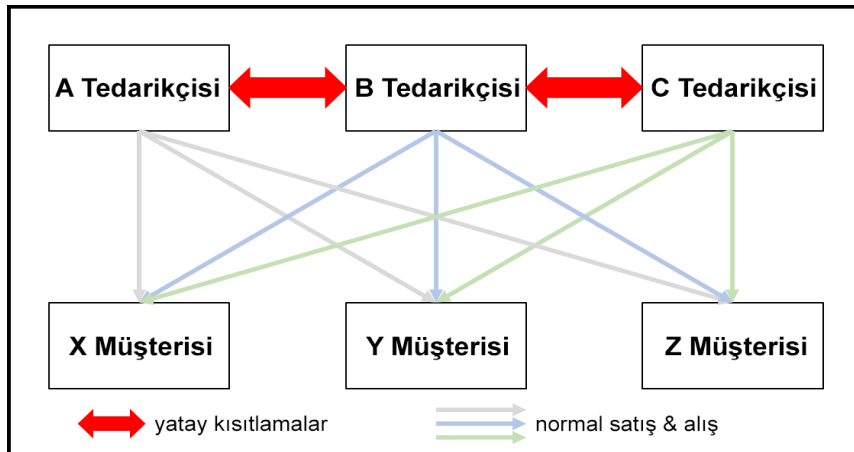 A Tedarikçisi
B Tedarikçisi
C Tedarikçisi
X Müşterisi
Y Müşterisi
Z Müşterisi
yatay kısıtlamalar
normal satış & alış